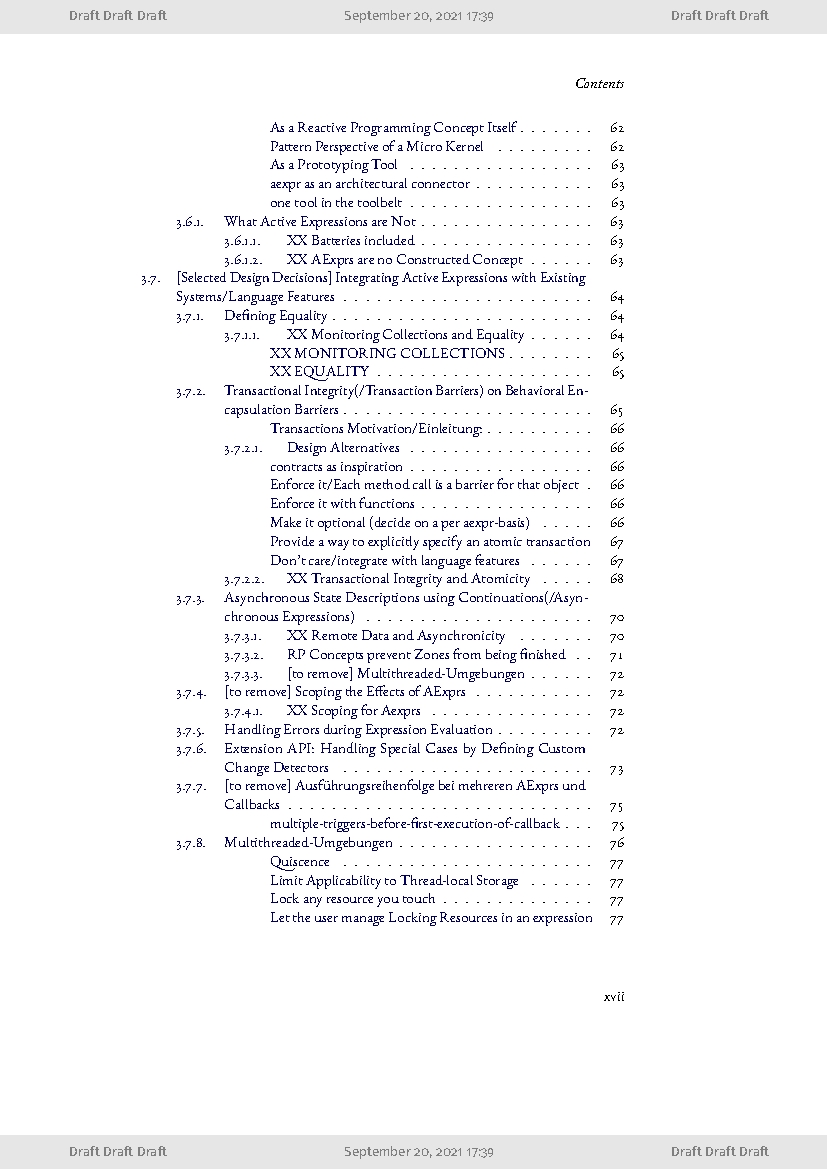 Draft Draft Draft September 20, 2021 17:39 Draft Draft Draft
Contents
As a Reactive Programming Concept Itself . . . . . . . 62
Pattern Perspective of a Micro Kernel . . . . . . . . . 62
As a Prototyping Tool . . . . . . . . . . . . . . . . . 63
aexpr as an architectural connector . . . . . . . . . . . 63
one tool in the toolbelt . . . . . . . . . . . . . . . . . 63
3.6.1. What Active Expressions are Not . . . . . . . . . . . . . . . . 63
3.6.1.1. XX Batteries included . . . . . . . . . . . . . . . . 63
3.6.1.2. XX AExprs are no Constructed Concept . . . . . . 63
3.7. [Selected Design Decisions] Integrating Active Expressions with Existing
Systems/Language Features . . . . . . . . . . . . . . . . . . . . . . . 64
3.7.1. Defining Equality . . . . . . . . . . . . . . . . . . . . . . . . 64
3.7.1.1. XX Monitoring Collections and Equality . . . . . . 64
XX MONITORING COLLECTIONS . . . . . . . . 65
XX EQUALITY . . . . . . . . . . . . . . . . . . . . 65
3.7.2. Transactional Integrity(/Transaction Barriers) on Behavioral En-
capsulation Barriers . . . . . . . . . . . . . . . . . . . . . . . 65
Transactions Motivation/Einleitung: . . . . . . . . . . 66
3.7.2.1. Design Alternatives . . . . . . . . . . . . . . . . . 66
contracts as inspiration . . . . . . . . . . . . . . . . . 66
Enforce it/Each method call is a barrier for that object . 66
Enforce it with functions . . . . . . . . . . . . . . . . 66
Make it optional (decide on a per aexpr-basis) . . . . . 66
Provide a way to explicitly specify an atomic transaction 67
Don't care/integrate with language features . . . . . . 67
3.7.2.2. XX Transactional Integrity and Atomicity . . . . . 68
3.7.3. Asynchronous State Descriptions using Continuations(/Asyn-
chronous Expressions) . . . . . . . . . . . . . . . . . . . . . 70
3.7.3.1. XX Remote Data and Asynchronicity . . . . . . . 70
3.7.3.2. RP Concepts prevent Zones from being finished . . 71
3.7.3.3. [to remove] Multithreaded-Umgebungen . . . . . . 72
3.7.4. [to remove] Scoping the Effects of AExprs . . . . . . . . . . . 72
3.7.4.1. XX Scoping for Aexprs . . . . . . . . . . . . . . . 72
3.7.5. Handling Errors during Expression Evaluation . . . . . . . . . 72
3.7.6. Extension API: Handling Special Cases by Defining Custom
Change Detectors . . . . . . . . . . . . . . . . . . . . . . . 73
3.7.7. [to remove] Ausführungsreihenfolge bei mehreren AExprs und
Callbacks . . . . . . . . . . . . . . . . . . . . . . . . . . . . 75
multiple-triggers-before-first-execution-of-callback . . . 75
3.7.8. Multithreaded-Umgebungen . . . . . . . . . . . . . . . . . . 76
Quiscence . . . . . . . . . . . . . . . . . . . . . . . 77
Limit Applicability to Thread-local Storage . . . . . . 77
Lock any resource you touch . . . . . . . . . . . . . . 77
Let the user manage Locking Resources in an expression 77
xvii
Draft Draft Draft September 20, 2021 17:39 Draft Draft Draft